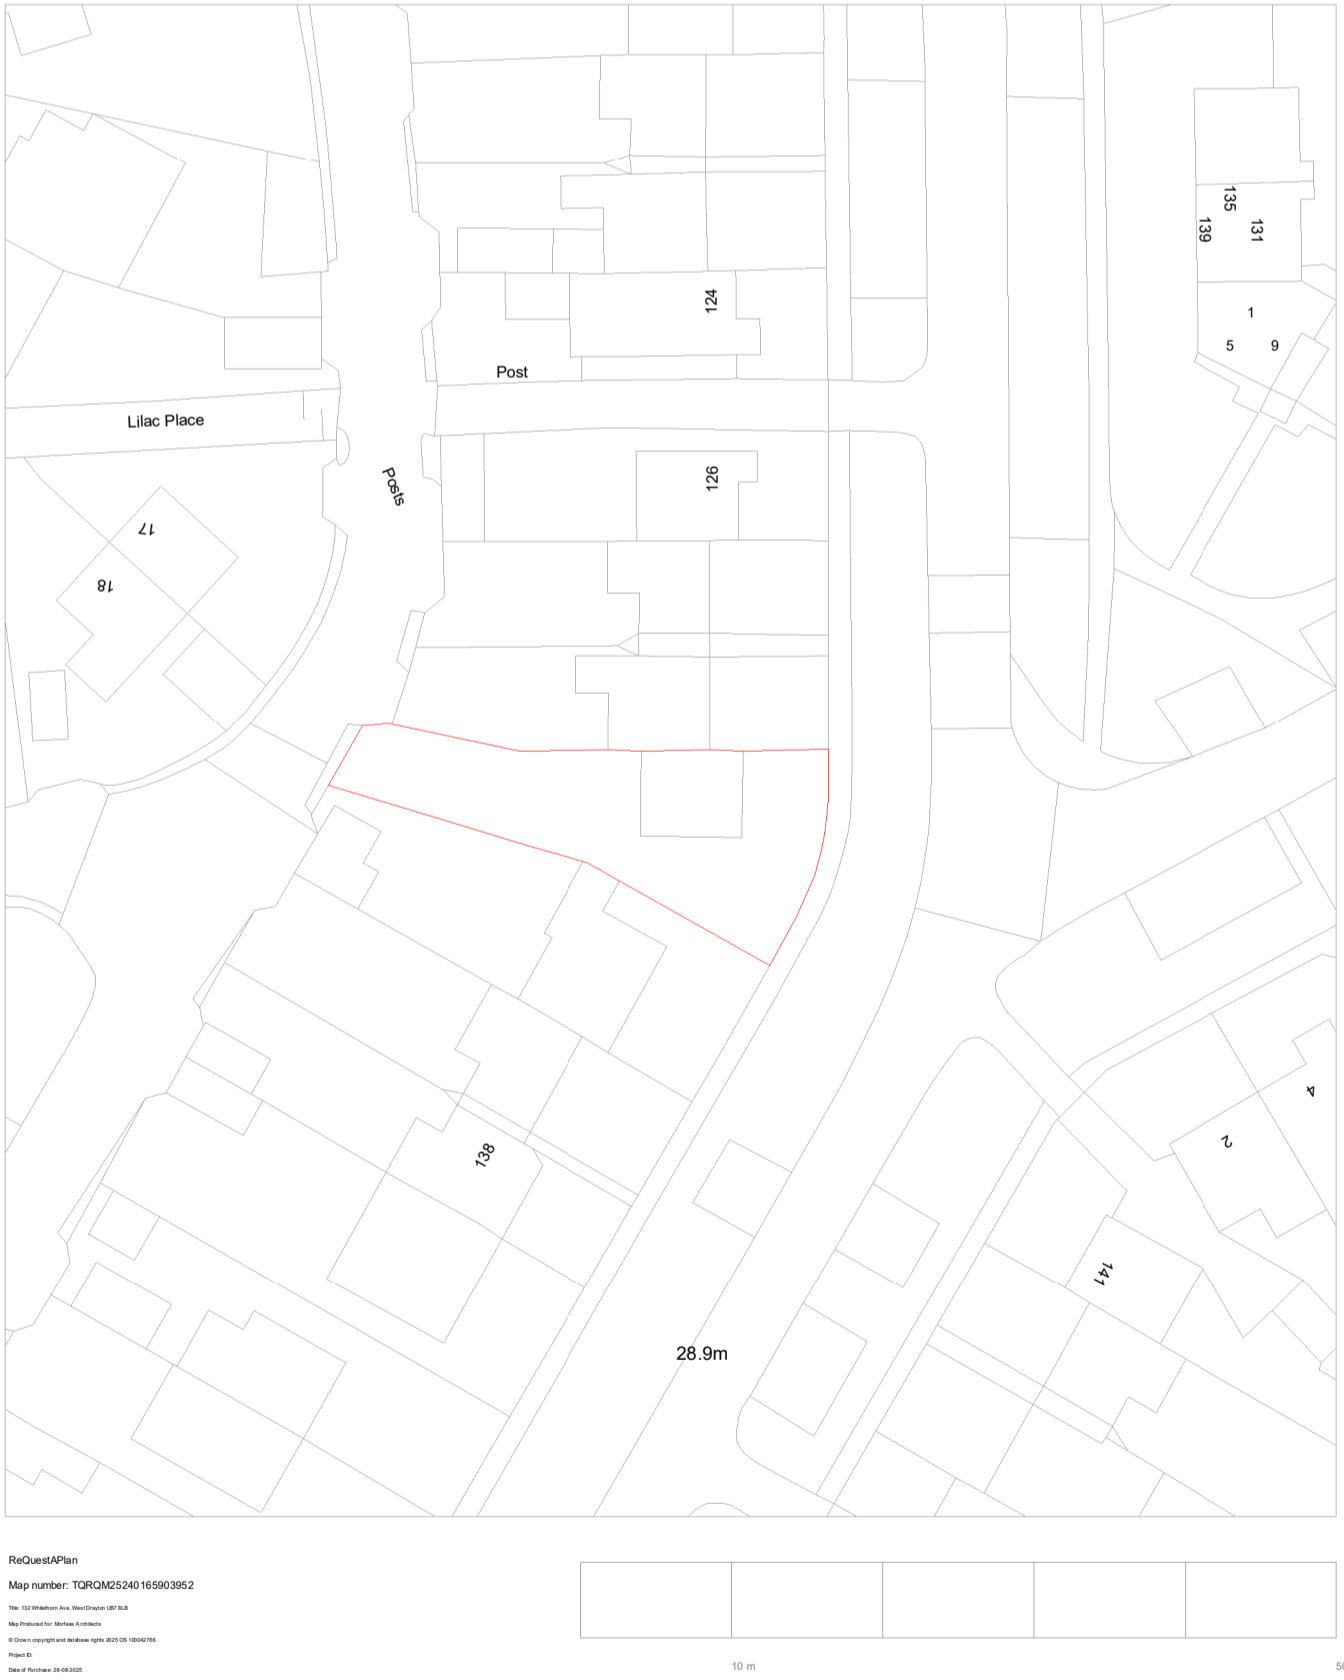 135
139
131
124
1
5
9
Post
Lilac Place
Posts
126
17
18
4
2
138
141
28.9m
ReQuestAPlan
Map number: TQRQM25240165903952
Title: 132 Whitethorn Ave, West Drayton UB7 8LB
Map Produced for: Morfeas Architects
© Crown copyright and database rights 2025 OS 100042766
Project ID:
Date of Purchase: 28-08-2025
10 m